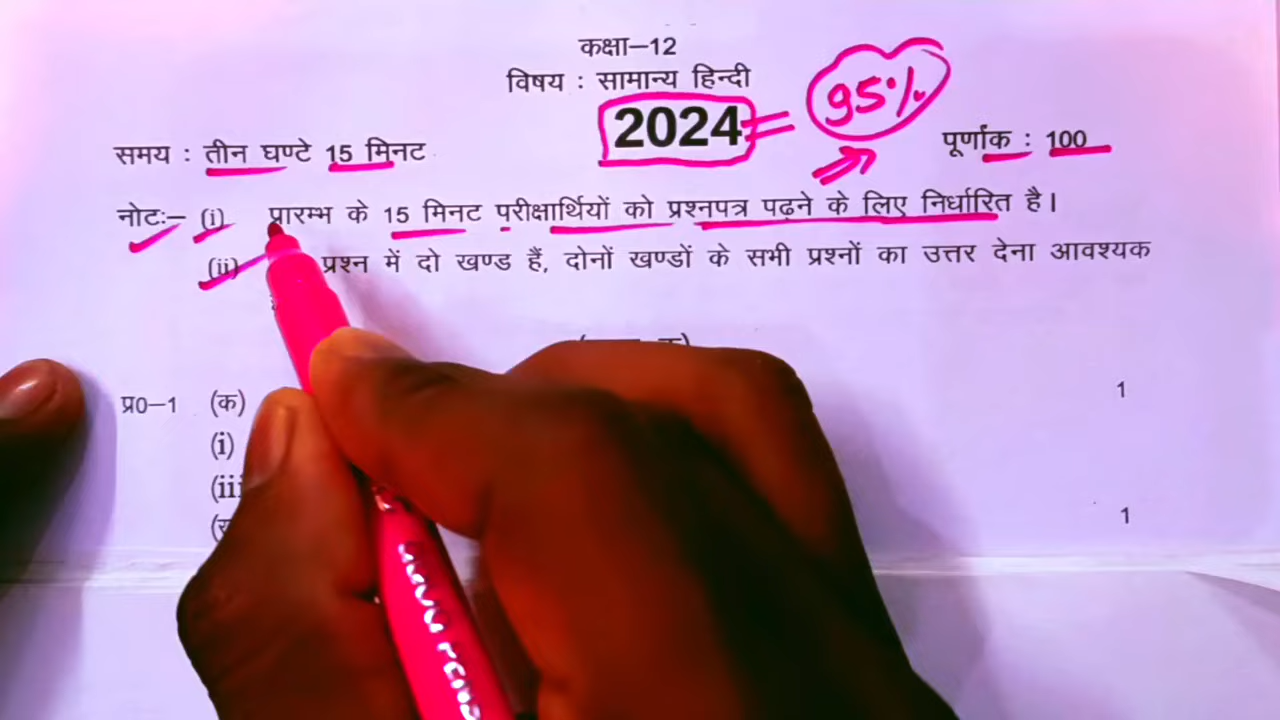 कक्षा–12
विषय : सामान्य हिन्दी
2024 = 95%
समय : तीन घण्टे 15 मिनट
पूर्णांक : 100
नोटः– (i) प्रारम्भ के 15 मिनट परीक्षार्थियों को प्रश्नपत्र पढ़ने के लिए निर्धारित है।
(ii) प्रश्न में दो खण्ड हैं, दोनों खण्डों के सभी प्रश्नों का उत्तर देना आवश्यक
प्र0–1 (क) 1
(i)
(iii
1